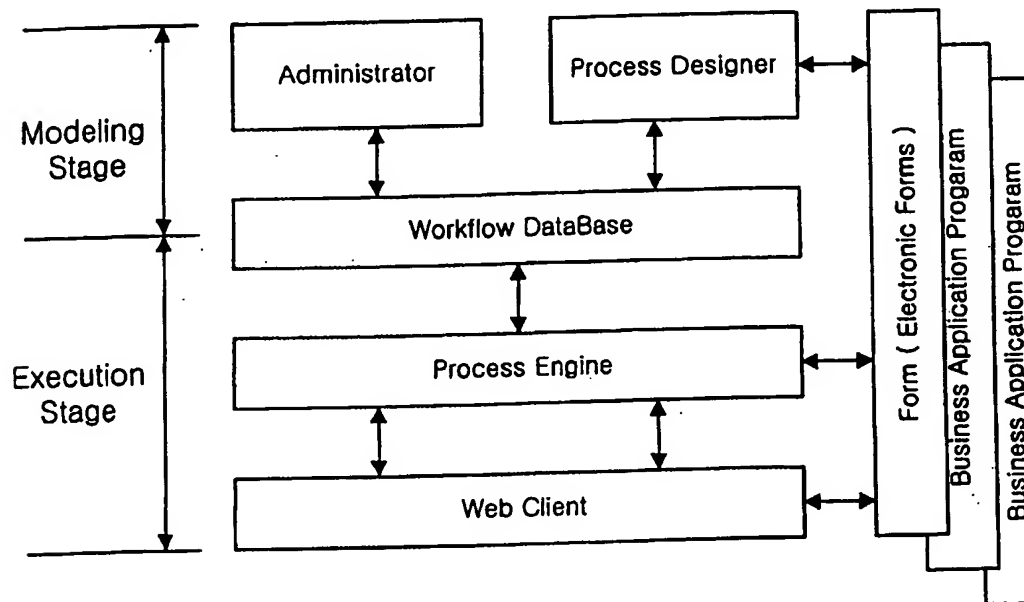 Administrator
Process Designer
Modeling
Stage
Workflow DataBase
Process Engine
Execution
Stage
Web Client
Form ( Electronic Forms )
Business Application Progaram
Business Application Progaram